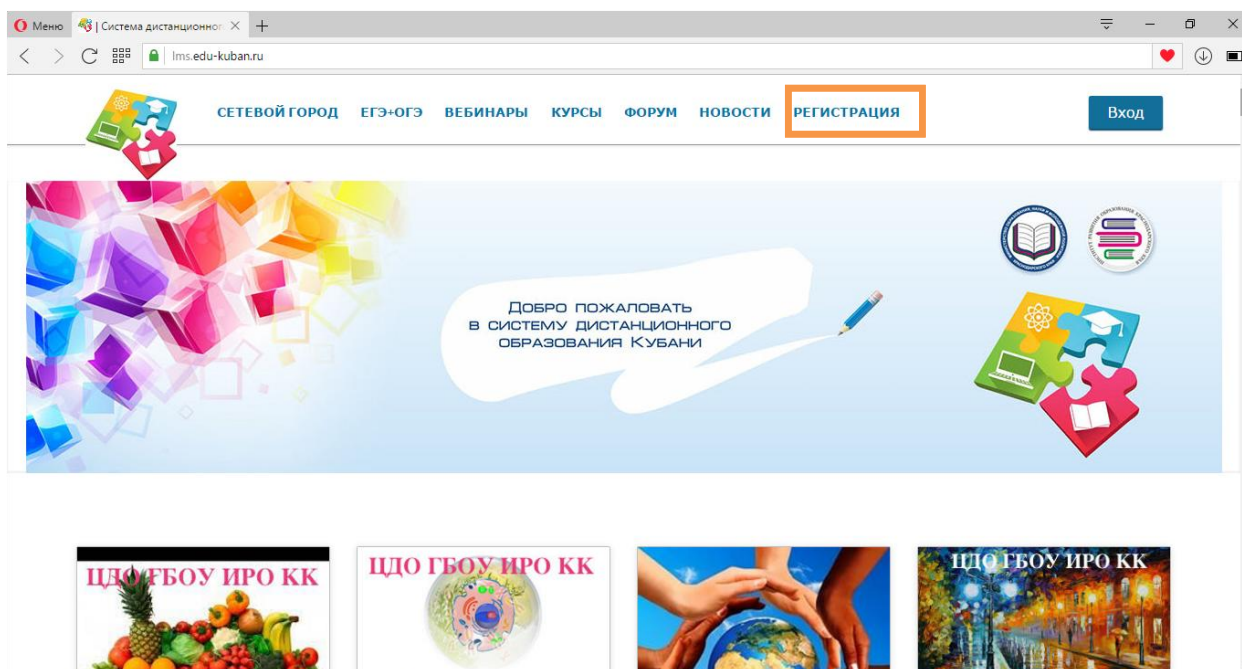 Меню
| Система дистанционног
lms.edu-kuban.ru
СЕТЕВОЙ ГОРОД ЕГЭ+ОГЭ ВЕБИНАРЫ КУРСЫ ФОРУМ НОВОСТИ РЕГИСТРАЦИЯ Вход
Добро пожаловать
в систему дистанционного
образования Кубани
ЦДО ГБОУ ИРО КК
ЦДО ГБОУ ИРО КК
ЦДО ГБОУ ИРО КК